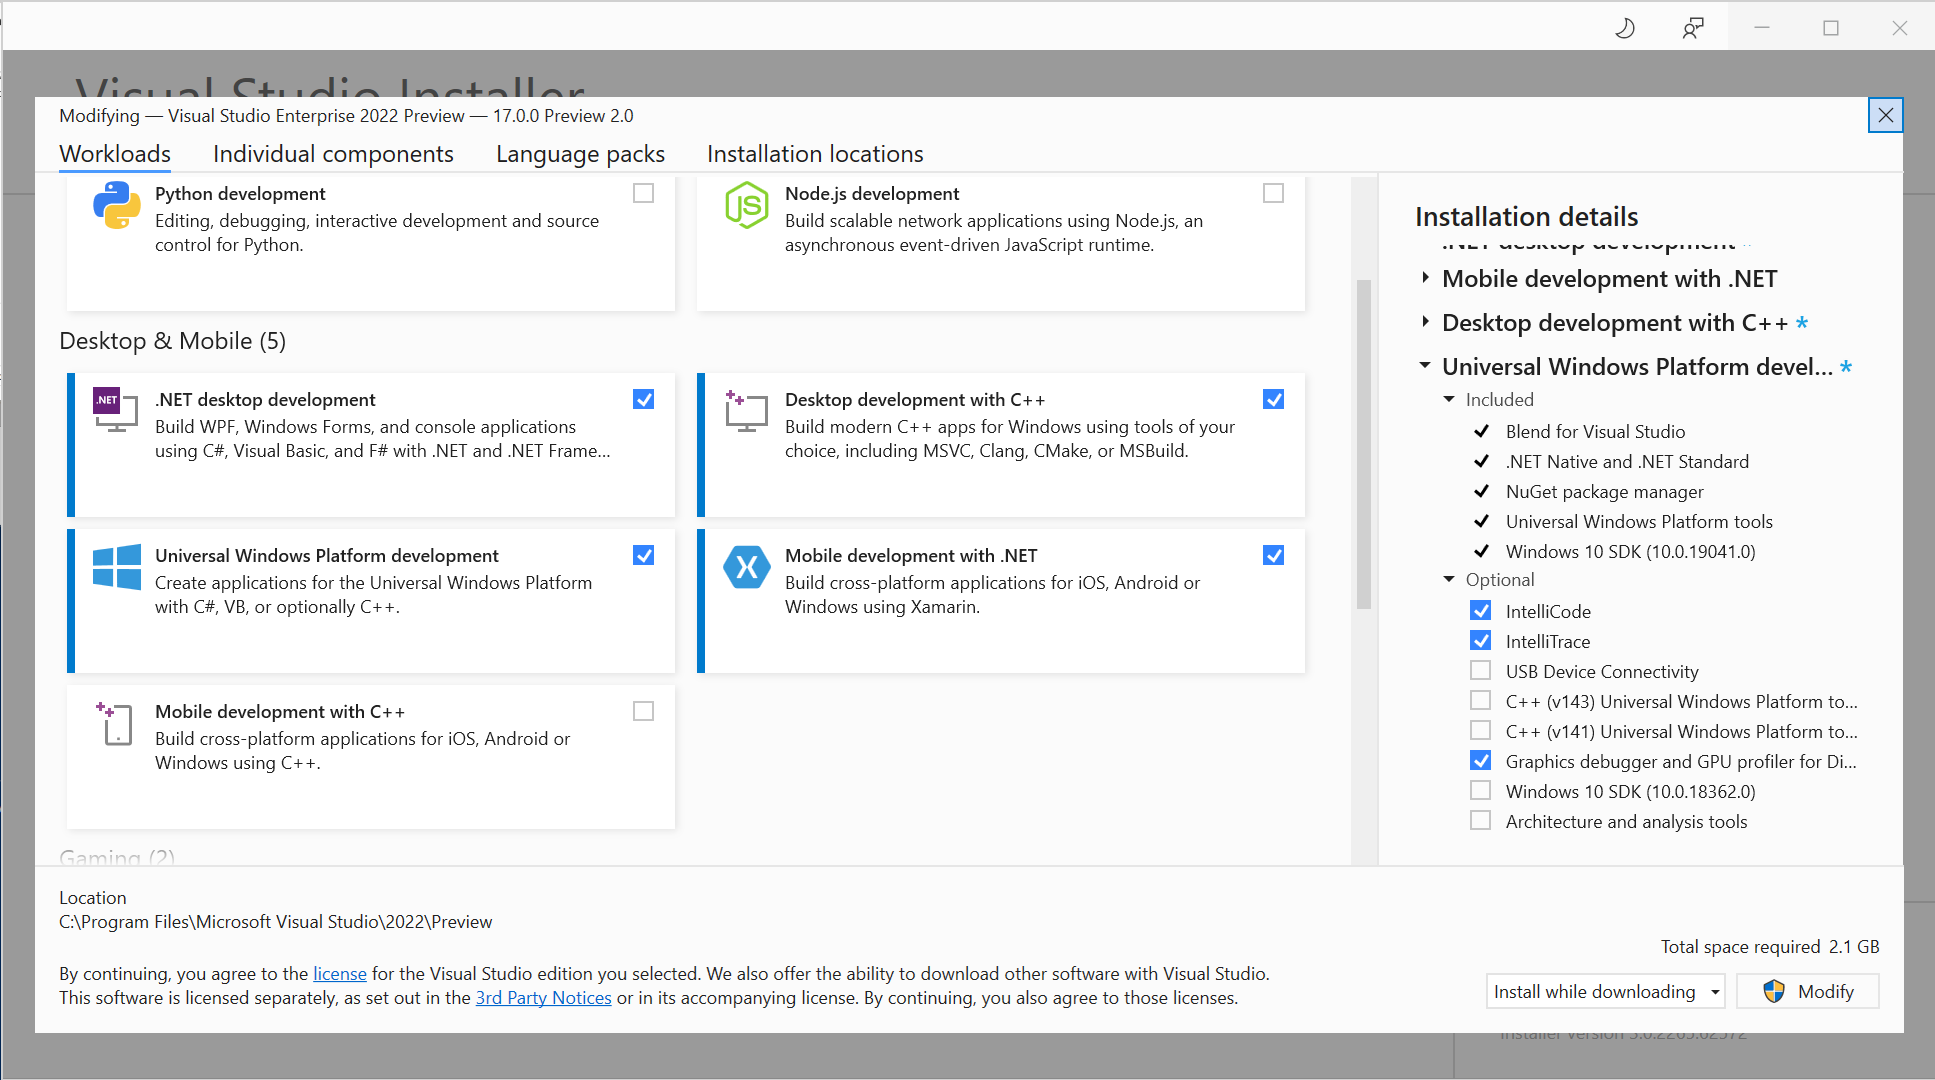 Visual Studio Installer
Modifying — Visual Studio Enterprise 2022 Preview — 17.0.0 Preview 2.0
Workloads
Individual components
Language packs
Installation locations
Python development
Editing, debugging, interactive development and source
control for Python.
JS
Node.js development
Build scalable network applications using Node.js, an
asynchronous event-driven JavaScript runtime.
Desktop & Mobile (5)
.NET
.NET desktop development
Build WPF, Windows Forms, and console applications
using C#, Visual Basic, and F# with .NET and .NET Frame...
Desktop development with C++
Build modern C++ apps for Windows using tools of your
choice, including MSVC, Clang, CMake, or MSBuild.
Universal Windows Platform development
Create applications for the Universal Windows Platform
with C#, VB, or optionally C++.
Mobile development with .NET
Build cross-platform applications for iOS, Android or
Windows using Xamarin.
Mobile development with C++
Build cross-platform applications for iOS, Android or
Windows using C++.
Gaming (2)
Installation details
.NET desktop development *
Mobile development with .NET
Desktop development with C++ *
Universal Windows Platform devel... *
Included
Blend for Visual Studio
.NET Native and .NET Standard
NuGet package manager
Universal Windows Platform tools
Windows 10 SDK (10.0.19041.0)
Optional
IntelliCode
IntelliTrace
USB Device Connectivity
C++ (v143) Universal Windows Platform to...
C++ (v141) Universal Windows Platform to...
Graphics debugger and GPU profiler for Di...
Windows 10 SDK (10.0.18362.0)
Architecture and analysis tools
Location
C:\Program Files\Microsoft Visual Studio\2022\Preview
By continuing, you agree to the license for the Visual Studio edition you selected. We also offer the ability to download other software with Visual Studio.
This software is licensed separately, as set out in the 3rd Party Notices or in its accompanying license. By continuing, you also agree to those licenses.
Total space required 2.1 GB
Install while downloading
Modify
Installer version